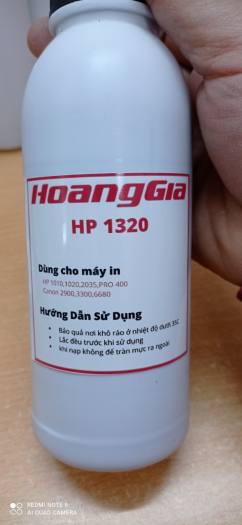 HoangGia
HP 1320
Dùng cho máy in
HP 1010,1020,2035,PRO 400
Canon 2900,3300,6680
Hướng Dẫn Sử Dụng
• Bảo quả nơi khô ráo ở nhiệt độ dưới 35C
• Lắc đều trước khi sử dụng
• khi nạp không để tràn mực ra ngoài
REDMI NOTE 8
AI QUAD CAMERA